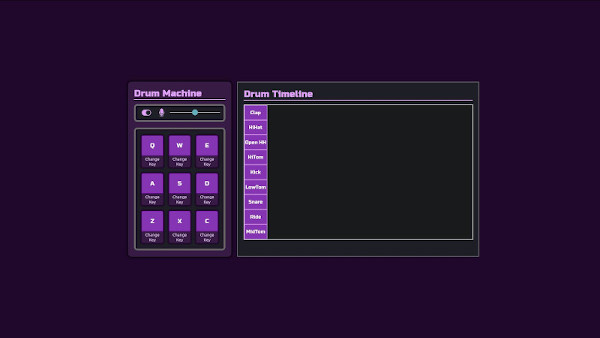 Drum Machine
Q W E
Change Key Change Key Change Key
A S D
Change Key Change Key Change Key
Z X C
Change Key Change Key Change Key
Drum Timeline
Clap
HiHat
Open HH
HiTom
Kick
LowTom
Snare
Ride
MidTom